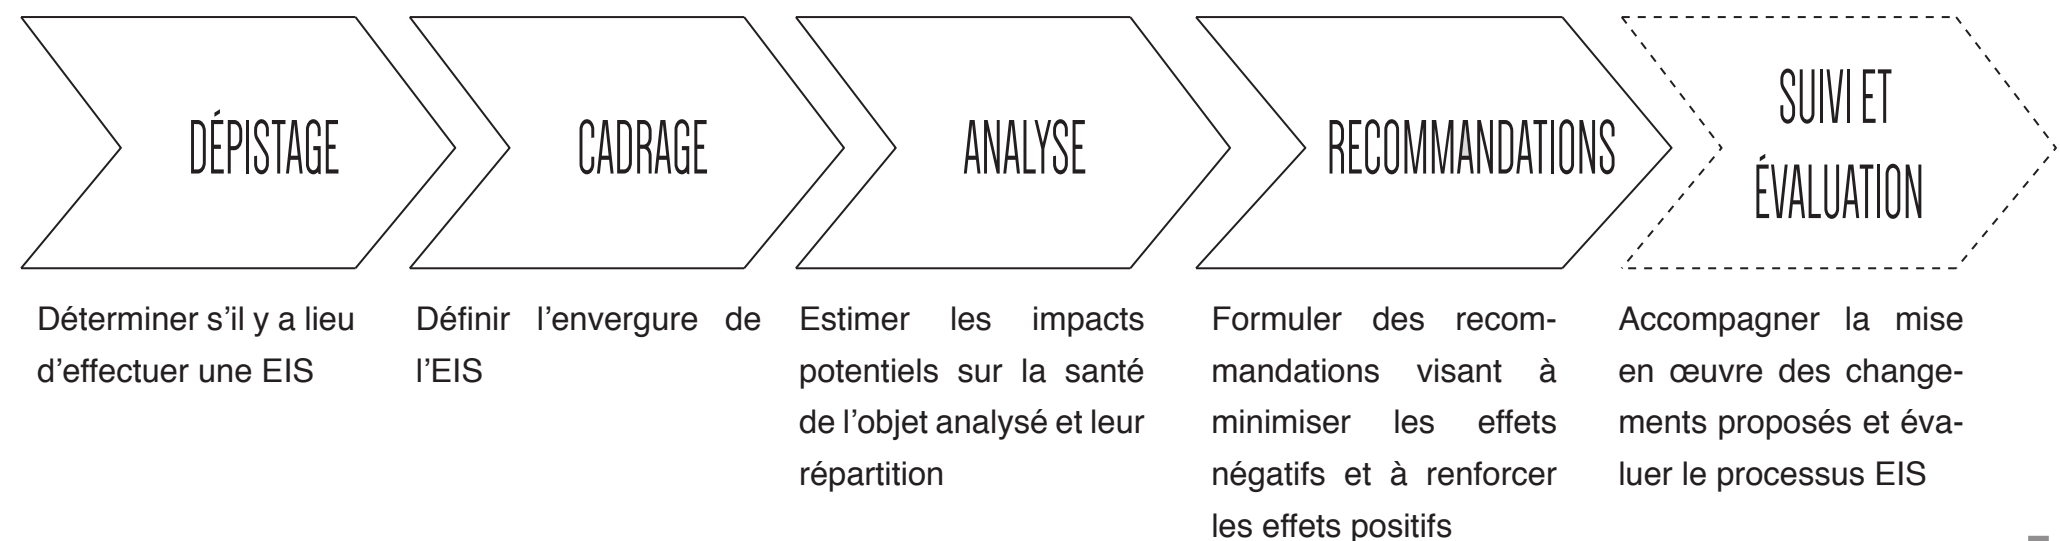 DÉPISTAGE
CADRAGE
ANALYSE
RECOMMANDATIONS
SUIVI ET
ÉVALUATION
Déterminer s’il y a lieu
d’effectuer une EIS
Définir l’envergure de
l’EIS
Estimer les impacts
potentiels sur la santé
de l’objet analysé et leur
répartition
Formuler des recom-
mandations visant à
minimiser les effets
négatifs et à renforcer
les effets positifs
Accompagner la mise
en œuvre des change-
ments proposés et éva-
luer le processus EIS